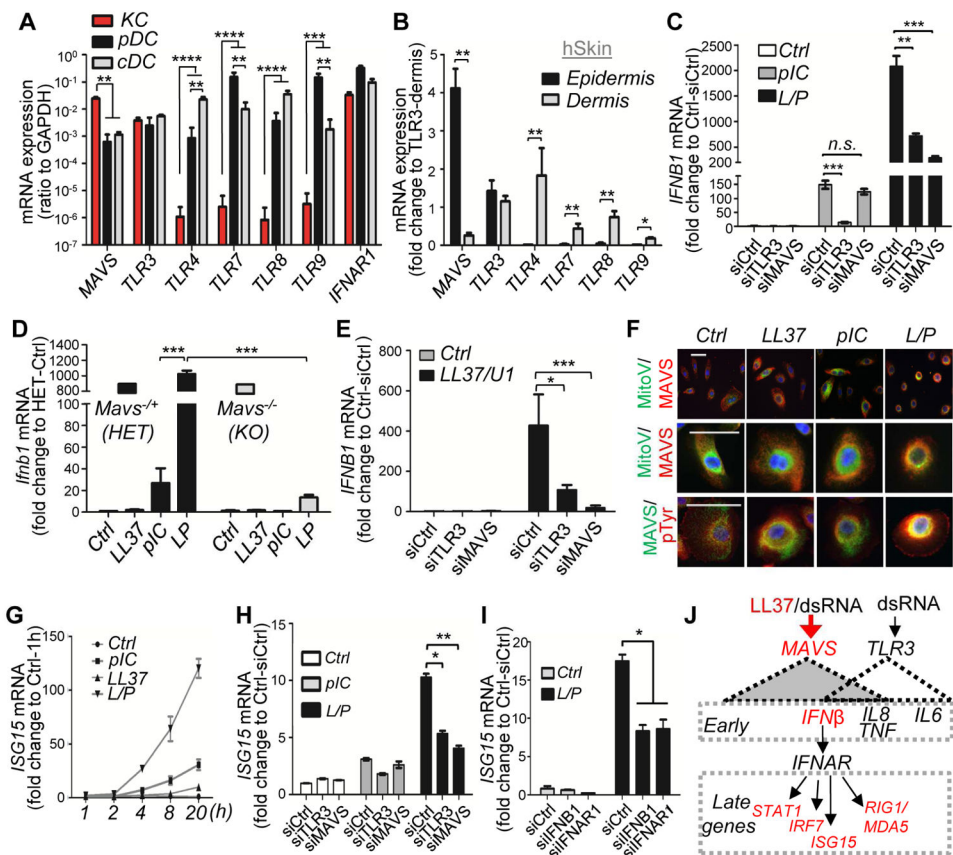 A
KC
pDC
cDC
mRNA expression
(ratio to GAPDH)
10^0
10^-1
10^-2
10^-3
10^-4
10^-5
10^-6
10^-7
**
****
**
****
**
****
***
**
MAVS
TLR3
TLR4
TLR7
TLR8
TLR9
IFNAR1
B
hSkin
Epidermis
Dermis
mRNA expression
(fold change to TLR3-dermis)
5
4
3
2
1
0
**
**
**
**
*
MAVS
TLR3
TLR4
TLR7
TLR8
TLR9
C
Ctrl
pIC
L/P
IFNB1 mRNA
(fold change to Ctrl-siCtrl)
2500
2000
1500
1000
500
150
100
50
0
***
n.s.
**
***
siCtrl
siTLR3
siMAVS
siCtrl
siTLR3
siMAVS
siCtrl
siTLR3
siMAVS
D
Ifnb1 mRNA
(fold change to HET-Ctrl)
1400
1200
1000
800
100
80
60
40
20
0
***
***
Mavs-/+
(HET)
Mavs-/-
(KO)
Ctrl
LL37
pIC
LP
Ctrl
LL37
pIC
LP
E
Ctrl
LL37/U1
IFNB1 mRNA
(fold change to Ctrl-siCtrl)
800
600
400
200
0
***
*
siCtrl
siTLR3
siMAVS
siCtrl
siTLR3
siMAVS
F
Ctrl
LL37
pIC
L/P
MitoV/
MAVS
MitoV/
MAVS
MAVS/
pTyr
G
ISG15 mRNA
(fold change to Ctrl-1h)
150
100
50
0
Ctrl
pIC
LL37
L/P
1 2 4 8 20 (h)
H
ISG15 mRNA
(fold change to Ctrl-siCtrl)
15
10
5
0
Ctrl
pIC
L/P
**
*
siCtrl
siTLR3
siMAVS
siCtrl
siTLR3
siMAVS
siCtrl
siTLR3
siMAVS
I
ISG15 mRNA
(fold change to Ctrl-siCtrl)
20
15
10
5
0
Ctrl
L/P
*
siCtrl
siIFNB1
siIFNAR1
siCtrl
siIFNB1
siIFNAR1
J
LL37/dsRNA
dsRNA
MAVS
TLR3
Early
IFNβ
IL8
TNF
IL6
IFNAR
Late
genes
STAT1
IRF7
ISG15
RIG1/
MDA5